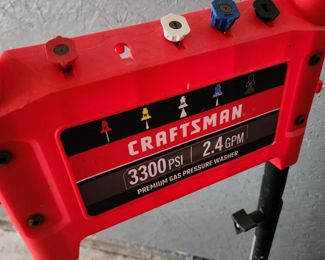 CRAFTSMAN
3300 PSI 2.4 GPM
PREMIUM GAS PRESSURE WASHER